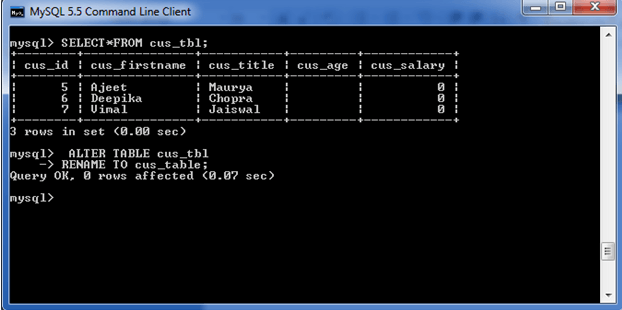 MySQL 5.5 Command Line Client
mysql> SELECT*FROM cus_tbl;
+--------+---------------+-----------+---------+------------+
| cus_id | cus_firstname | cus_title | cus_age | cus_salary |
+--------+---------------+-----------+---------+------------+
| 5 | Ajeet | Maurya | | 0 |
| 6 | Deepika | Chopra | | 0 |
| 7 | Vimal | Jaiswal | | 0 |
+--------+---------------+-----------+---------+------------+
3 rows in set (0.00 sec)
mysql> ALTER TABLE cus_tbl
-> RENAME TO cus_table;
Query OK, 0 rows affected (0.07 sec)
mysql>